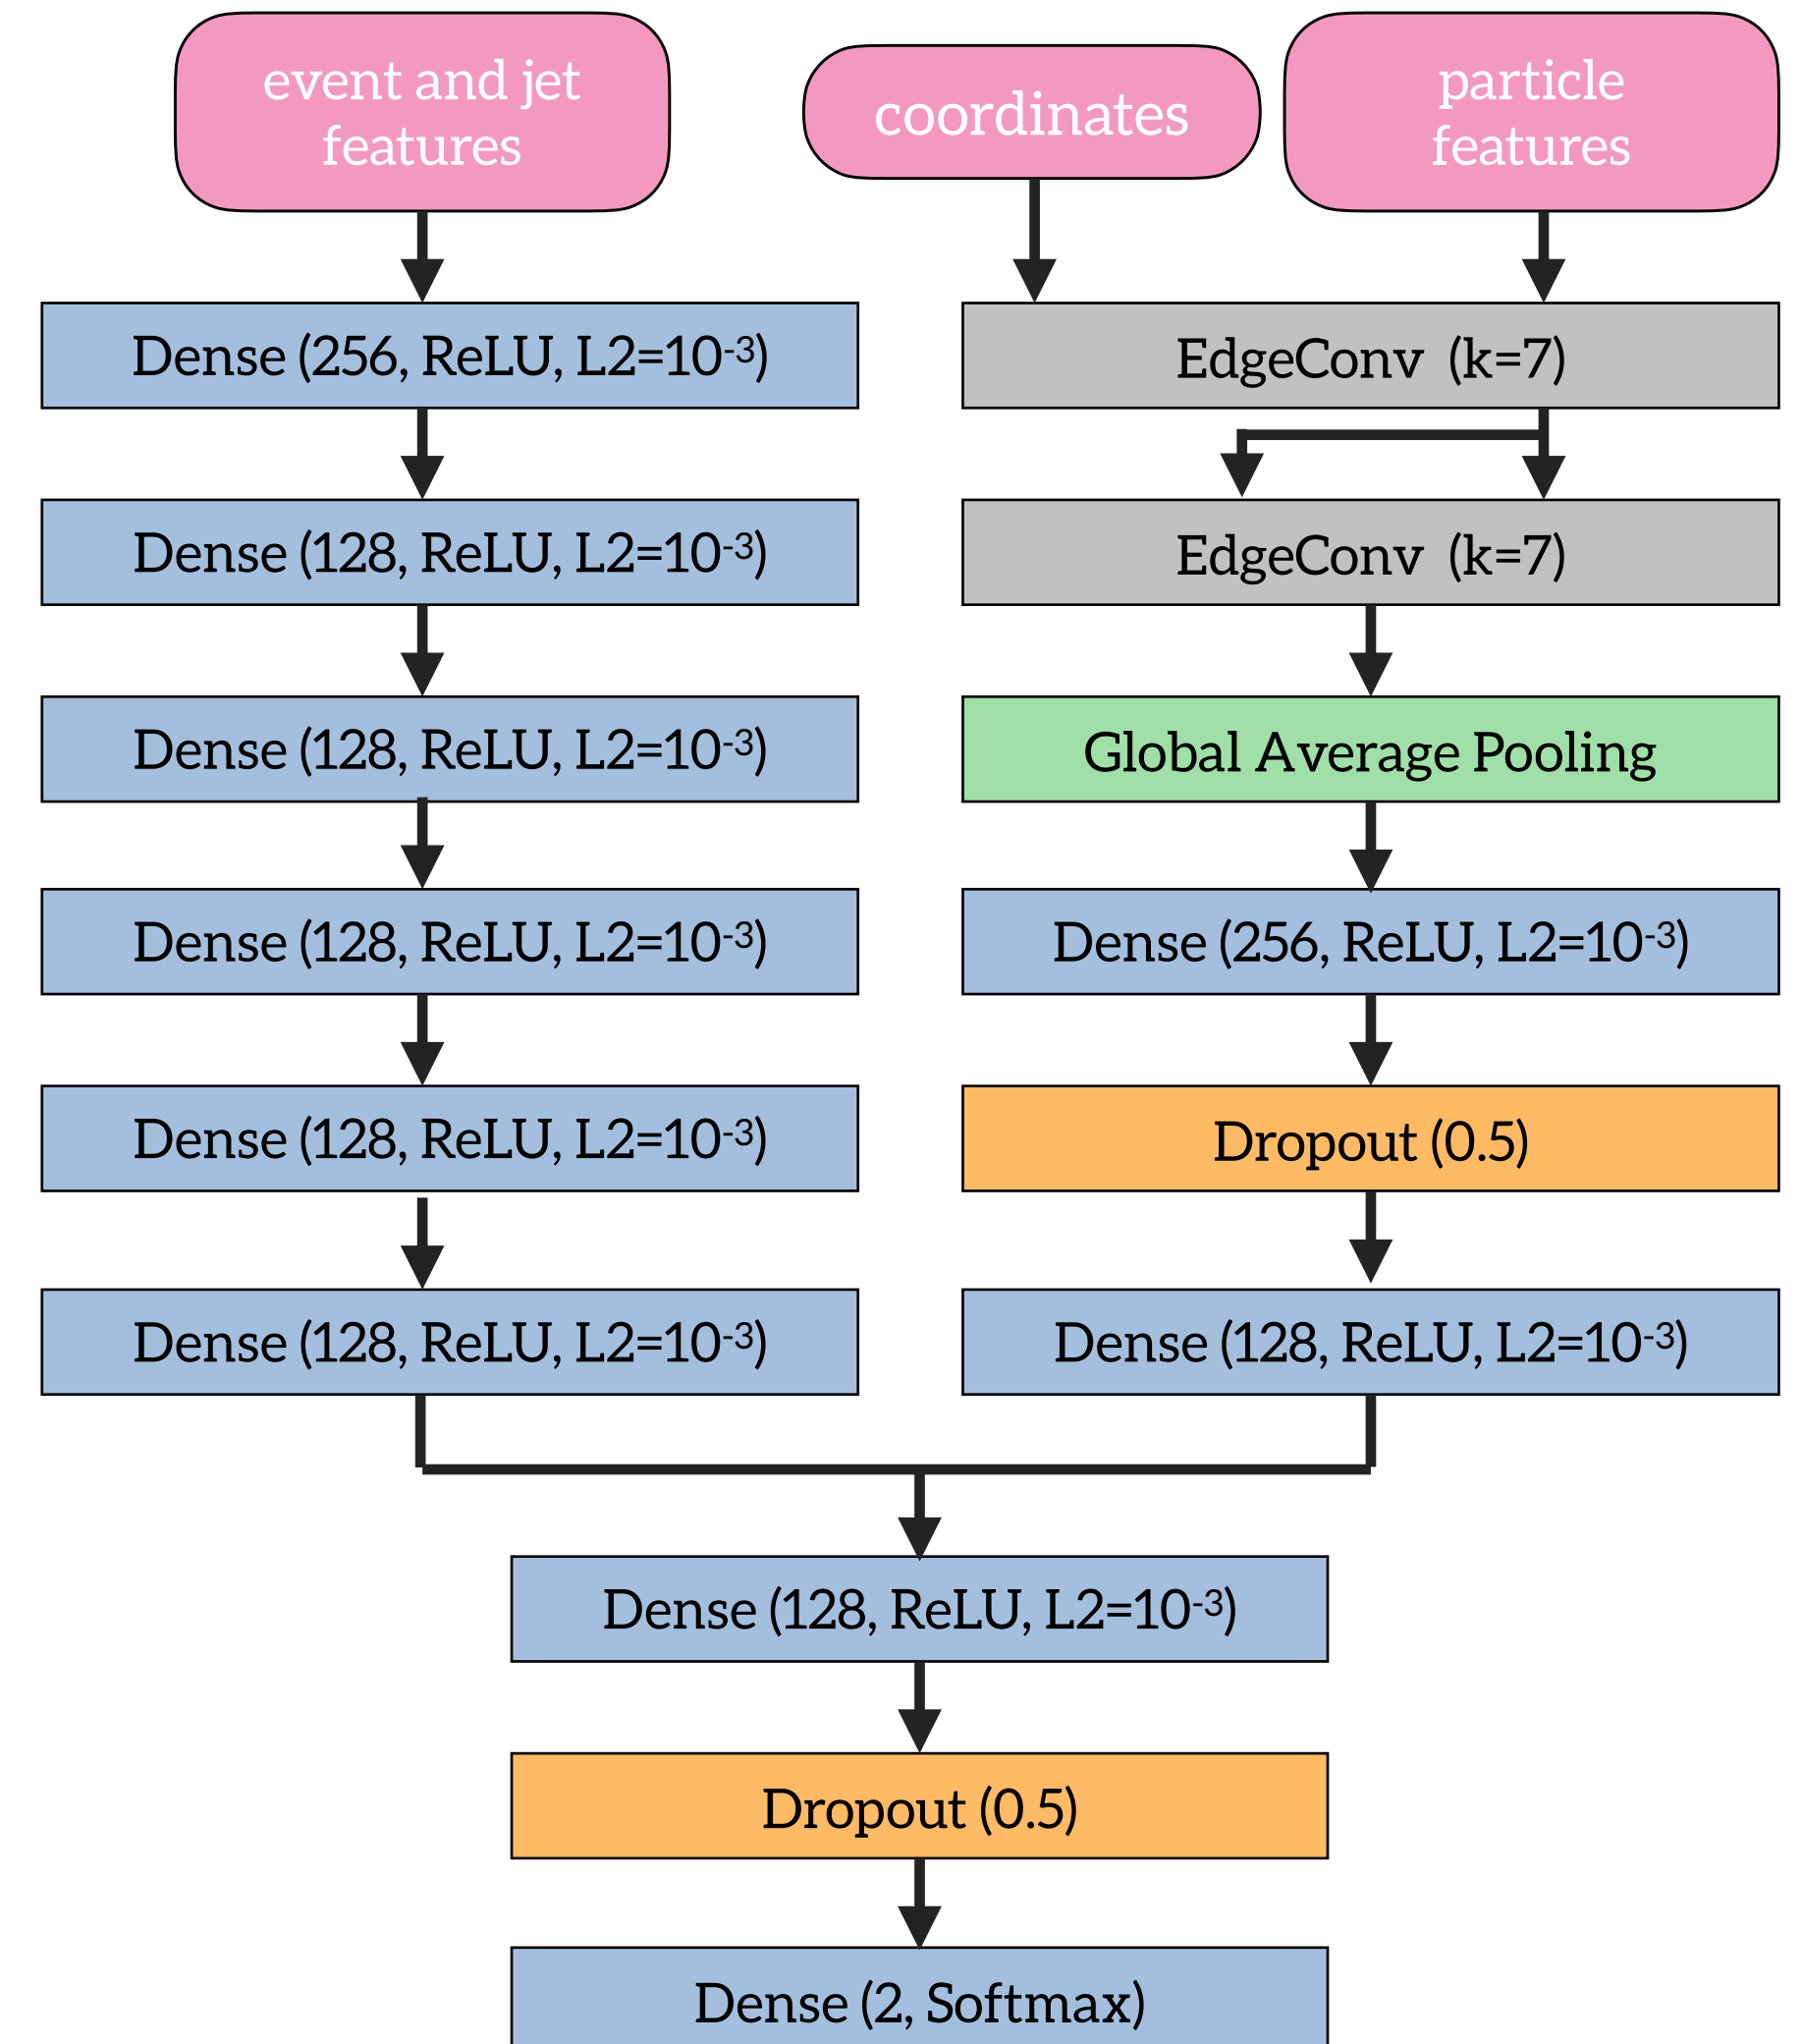 event and jet
features
coordinates
particle
features
Dense (256, ReLU, L2=10⁻³)
Dense (128, ReLU, L2=10⁻³)
Dense (128, ReLU, L2=10⁻³)
Dense (128, ReLU, L2=10⁻³)
Dense (128, ReLU, L2=10⁻³)
Dense (128, ReLU, L2=10⁻³)
EdgeConv (k=7)
EdgeConv (k=7)
Global Average Pooling
Dense (256, ReLU, L2=10⁻³)
Dropout (0.5)
Dense (128, ReLU, L2=10⁻³)
Dense (128, ReLU, L2=10⁻³)
Dropout (0.5)
Dense (2, Softmax)